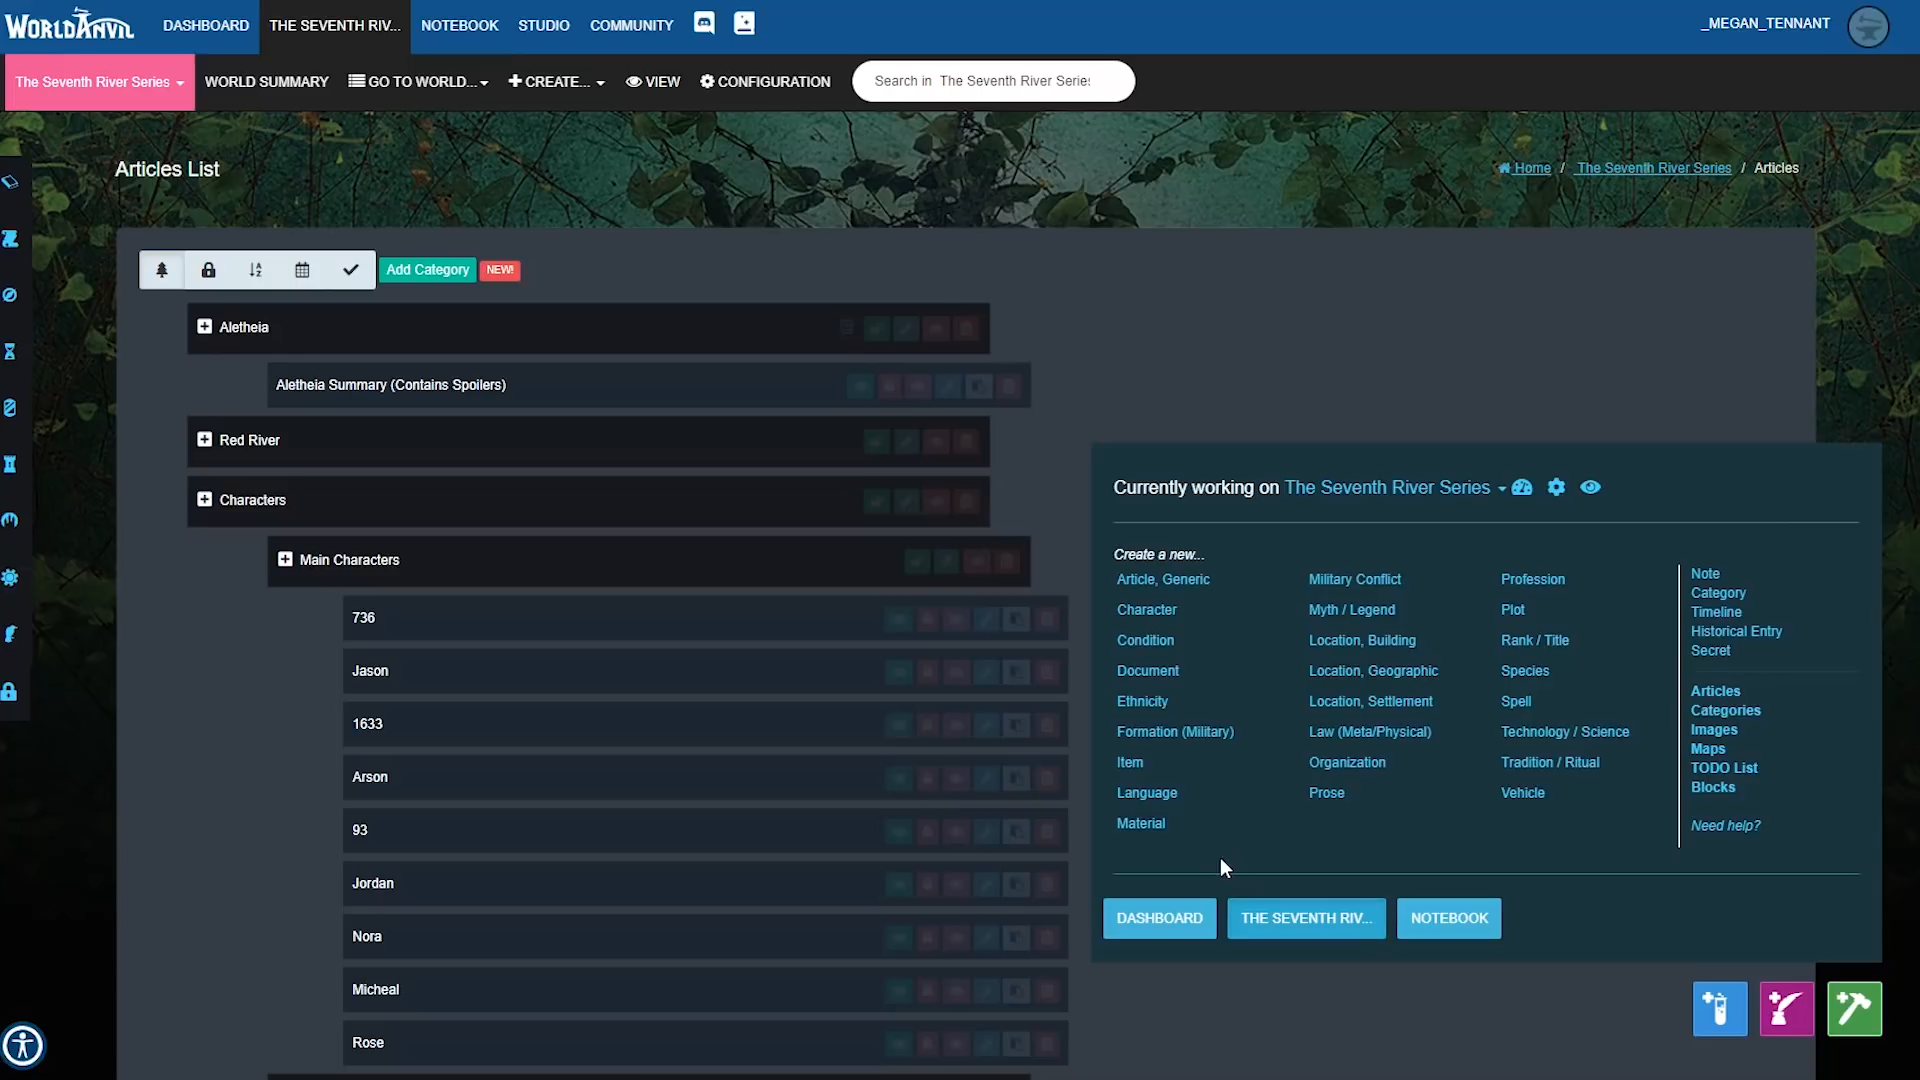 WORLDANVIL
DASHBOARD
THE SEVENTH RIV...
NOTEBOOK
STUDIO
COMMUNITY
_MEGAN_TENNANT
The Seventh River Series
WORLD SUMMARY
GO TO WORLD...
CREATE...
VIEW
CONFIGURATION
Search in The Seventh River Serie
Articles List
Home / The Seventh River Series / Articles
Add Category
NEW!
Aletheia
Aletheia Summary (Contains Spoilers)
Red River
Characters
Main Characters
736
Jason
1633
Arson
93
Jordan
Nora
Micheal
Rose
Currently working on The Seventh River Series
Create a new...
Article, Generic
Character
Condition
Document
Ethnicity
Formation (Military)
Item
Language
Material
Military Conflict
Myth / Legend
Location, Building
Location, Geographic
Location, Settlement
Law (Meta/Physical)
Organization
Prose
Profession
Plot
Rank / Title
Species
Spell
Technology / Science
Tradition / Ritual
Vehicle
Note
Category
Timeline
Historical Entry
Secret
Articles
Categories
Images
Maps
TODO List
Blocks
Need help?
DASHBOARD
THE SEVENTH RIV...
NOTEBOOK